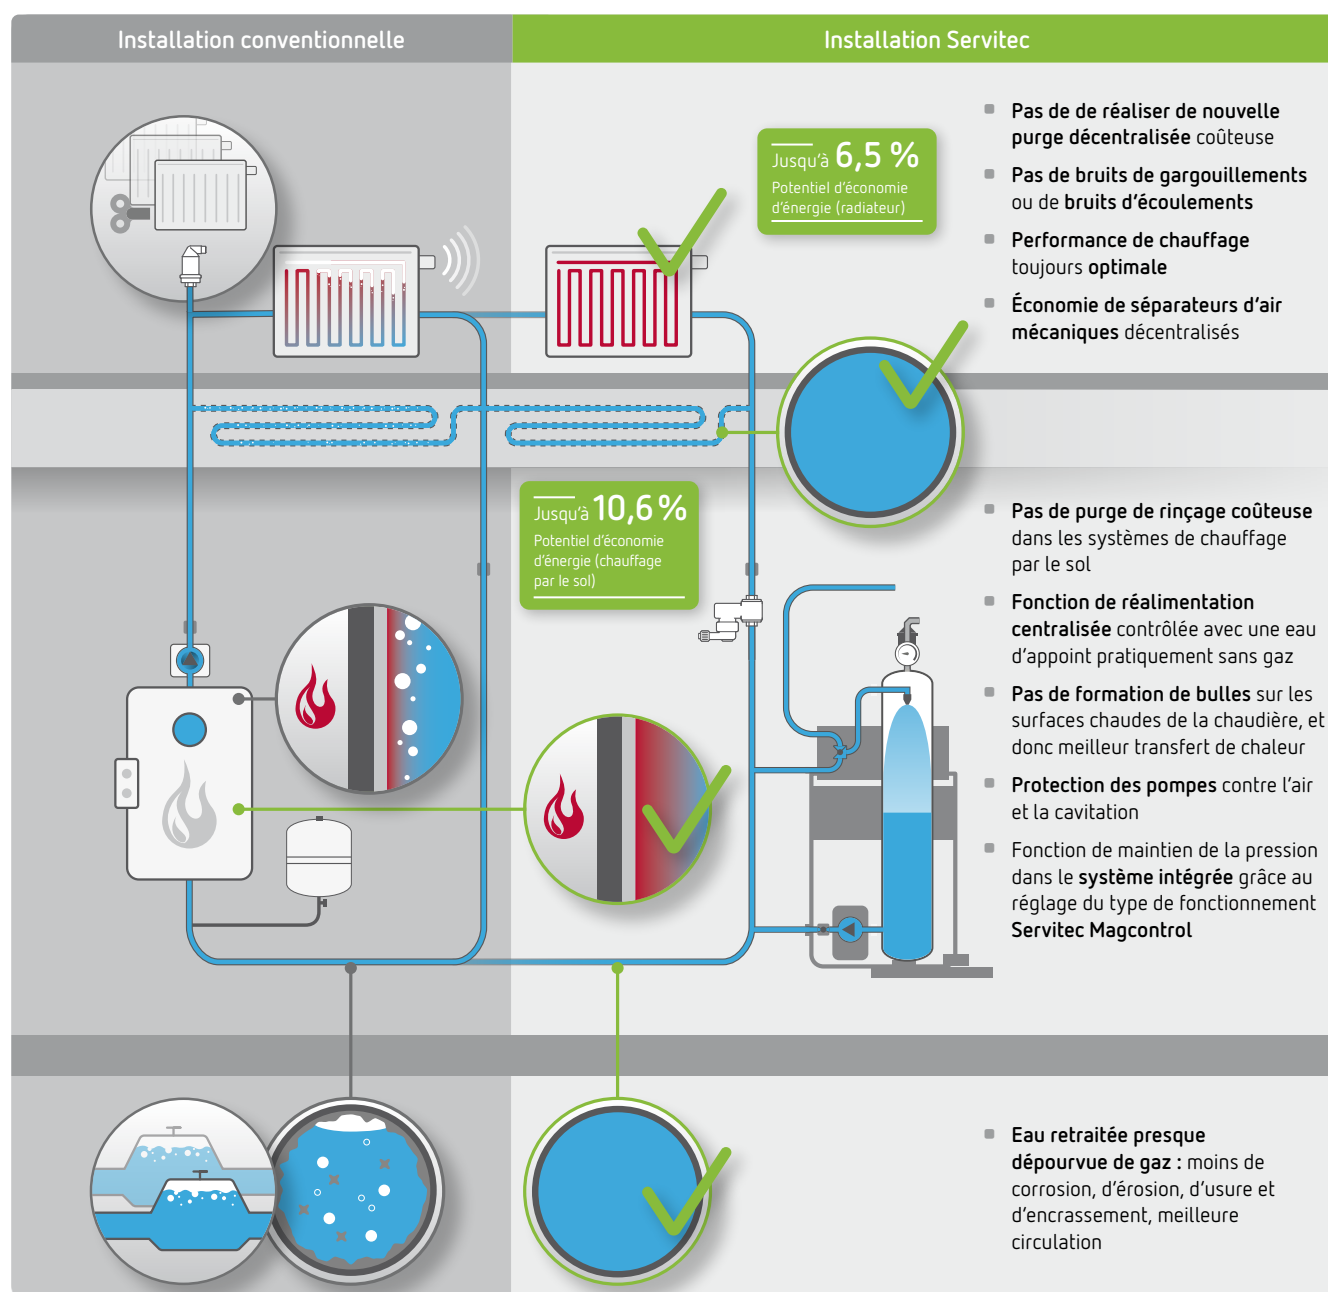 Installation conventionnelle
Installation Servitec
Jusqu'à 6,5 %
Potentiel d'économie
d'énergie (radiateur)
Pas de de réaliser de nouvelle
purge décentralisée coûteuse
Pas de bruits de gargouillements
ou de bruits d'écoulements
Performance de chauffage
toujours optimale
Économie de séparateurs d'air
mécaniques décentralisés
Jusqu'à 10,6 %
Potentiel d'économie
d'énergie (chauffage
par le sol)
Pas de purge de rinçage coûteuse
dans les systèmes de chauffage
par le sol
Fonction de réalimentation
centralisée contrôlée avec une eau
d'appoint pratiquement sans gaz
Pas de formation de bulles sur les
surfaces chaudes de la chaudière, et
donc meilleur transfert de chaleur
Protection des pompes contre l'air
et la cavitation
Fonction de maintien de la pression
dans le système intégrée grâce au
réglage du type de fonctionnement
Servitec Magcontrol
Eau retraitée presque
dépourvue de gaz : moins de
corrosion, d'érosion, d'usure et
d'encrassement, meilleure
circulation